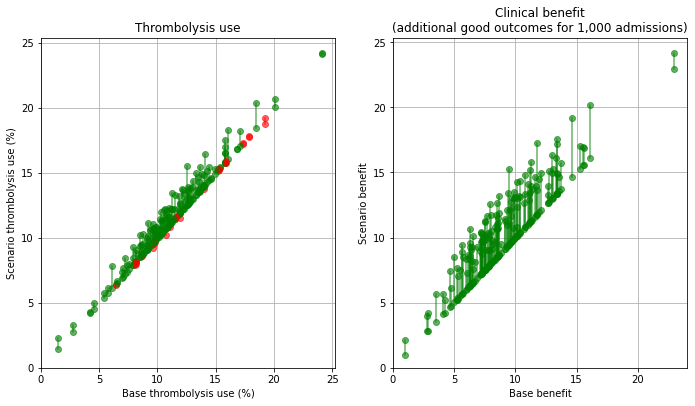 Thrombolysis use
Scenario thrombolysis use (%)
25
20
15
10
5
0
0 5 10 15 20 25
Base thrombolysis use (%)
Clinical benefit
(additional good outcomes for 1,000 admissions)
Scenario benefit
25
20
15
10
5
0
0 5 10 15 20
Base benefit